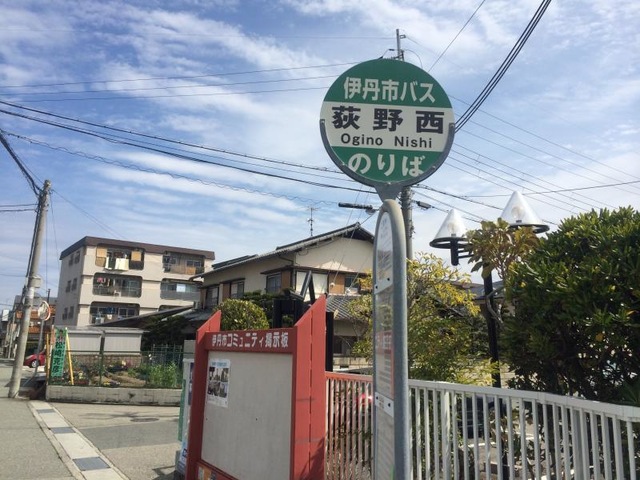 伊丹市バス
荻野西
Ogino Nishi
のりば
伊丹市コミュニティ掲示板